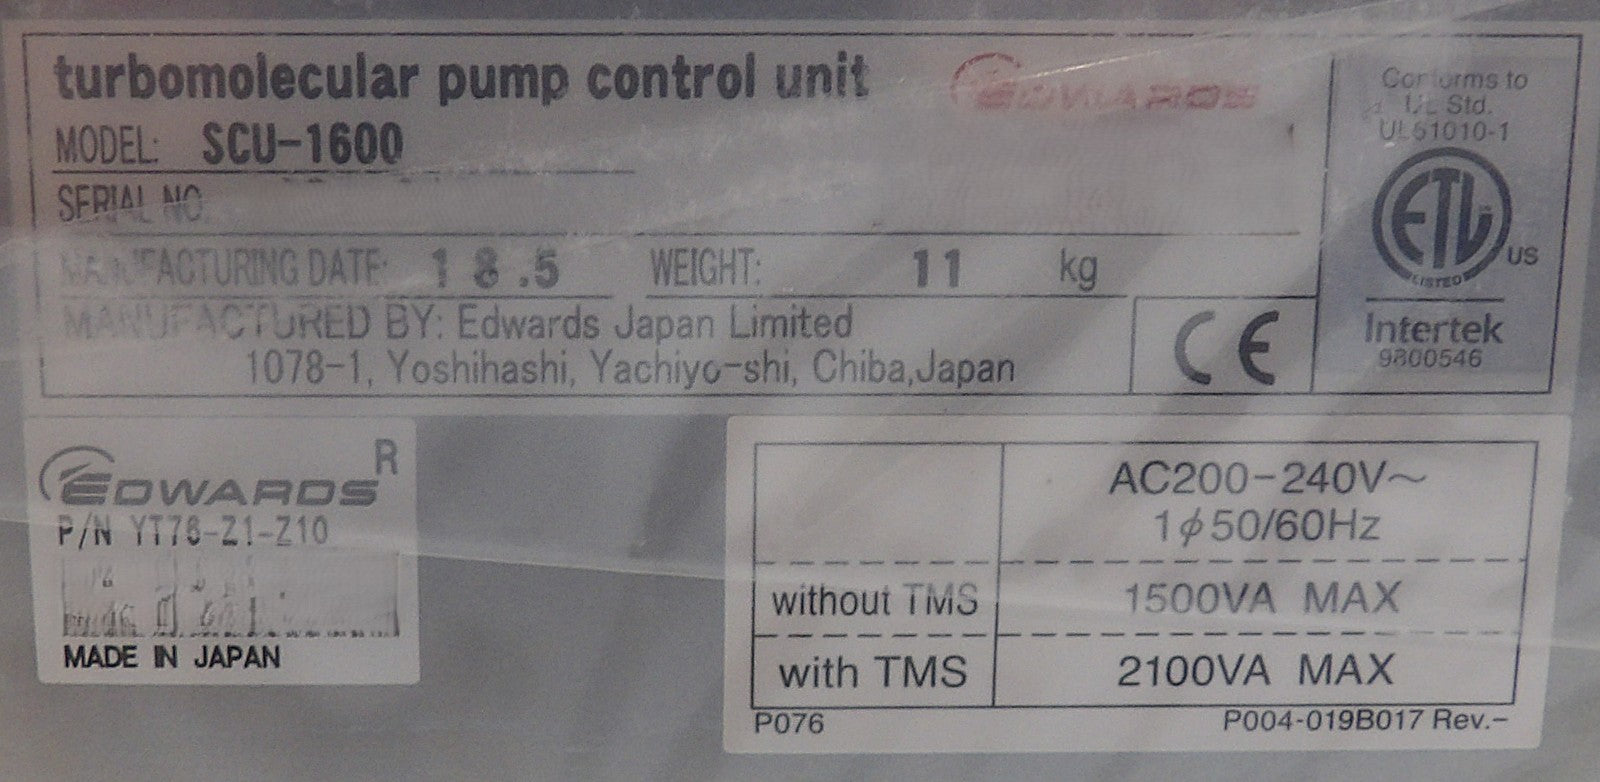 turbomolecular pump control unit
EDWARDS
MODEL: SCU-1600
SERIAL NO
MANUFACTURING DATE: 18.5 WEIGHT: 11 kg
MANUFACTURED BY: Edwards Japan Limited
1078-1, Yoshihashi, Yachiyo-shi, Chiba,Japan
CE
Conforms to
UL Std.
UL61010-1
ETL
LISTED
US
Intertek
9800546
EDWARDS R
P/N YT76-Z1-Z10
MADE IN JAPAN
AC200-240V~
1φ50/60Hz
without TMS 1500VA MAX
with TMS 2100VA MAX
P076 P004-019B017 Rev.-